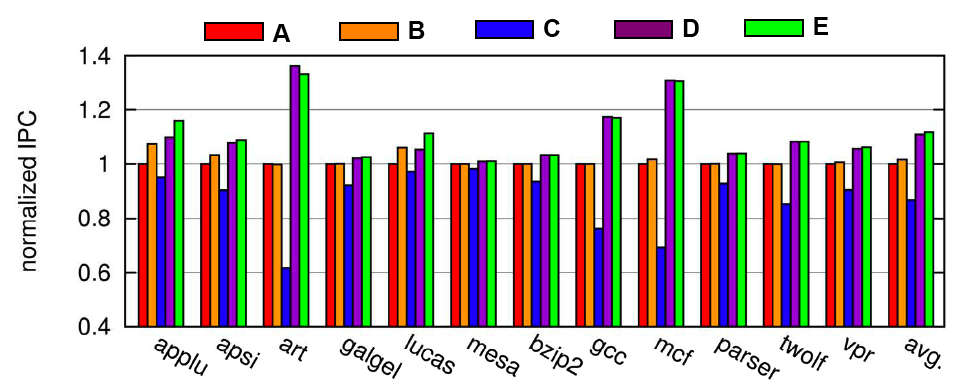 A B C D E
1.4
1.2
1
0.8
0.6
0.4
normalized IPC
applu apsi art galgel lucas mesa bzip2 gcc mcf parser twolf vpr avg.